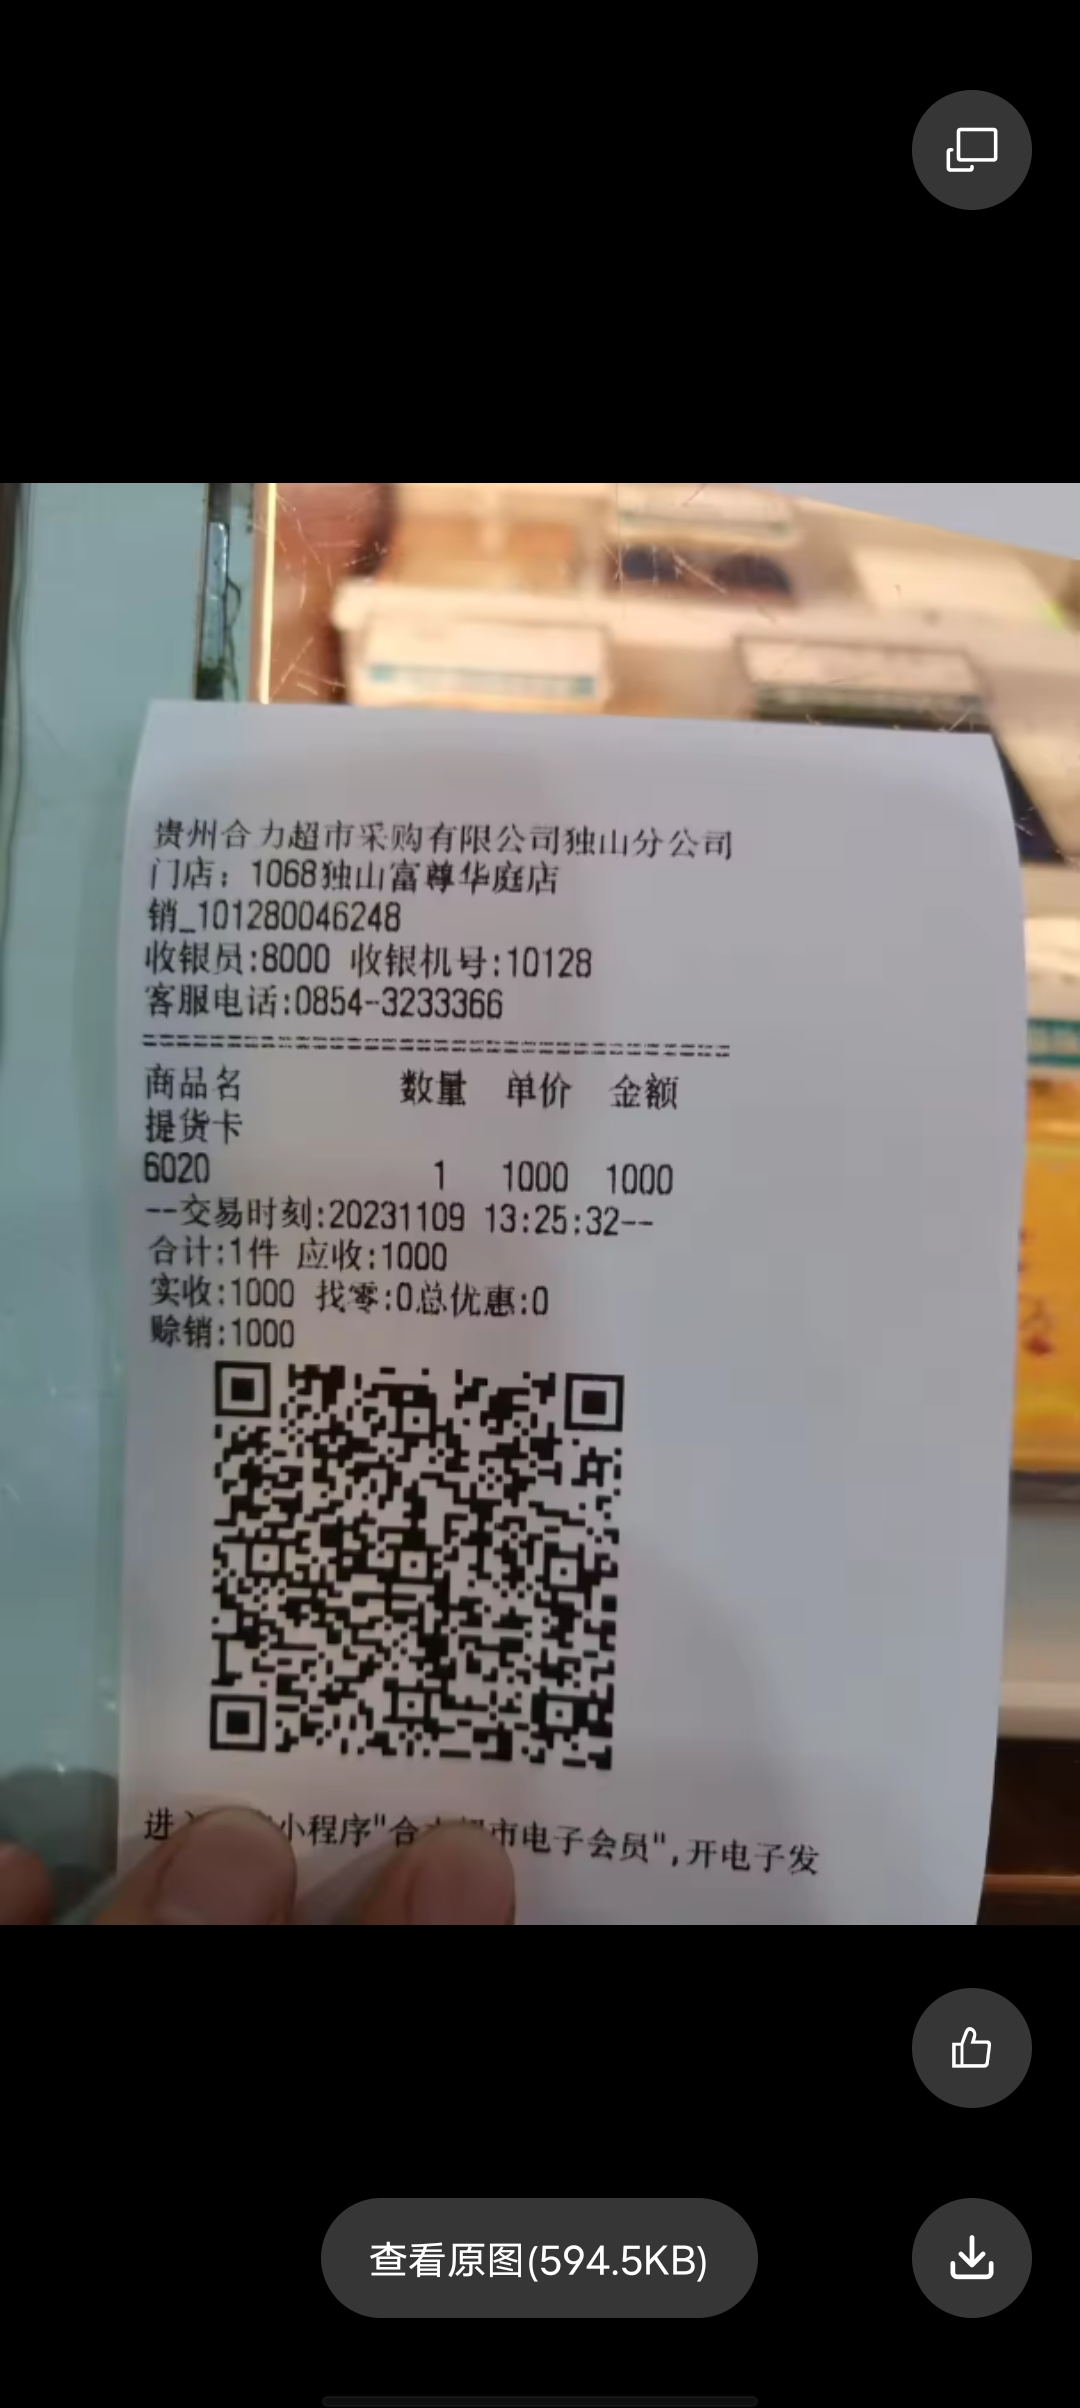 贵州合力超市采购有限公司独山分公司
门店：1068独山富尊华庭店
销_101280046248
收银员:8000 收银机号:10128
客服电话:0854-3233366
商品名 数量 单价 金额
提货卡
6020 1 1000 1000
--交易时刻:20231109 13:25:32--
合计:1件 应收:1000
实收:1000 找零:0总优惠:0
赊销:1000
进 小程序"合 市电子会员",开电子发
查看原图(594.5KB)